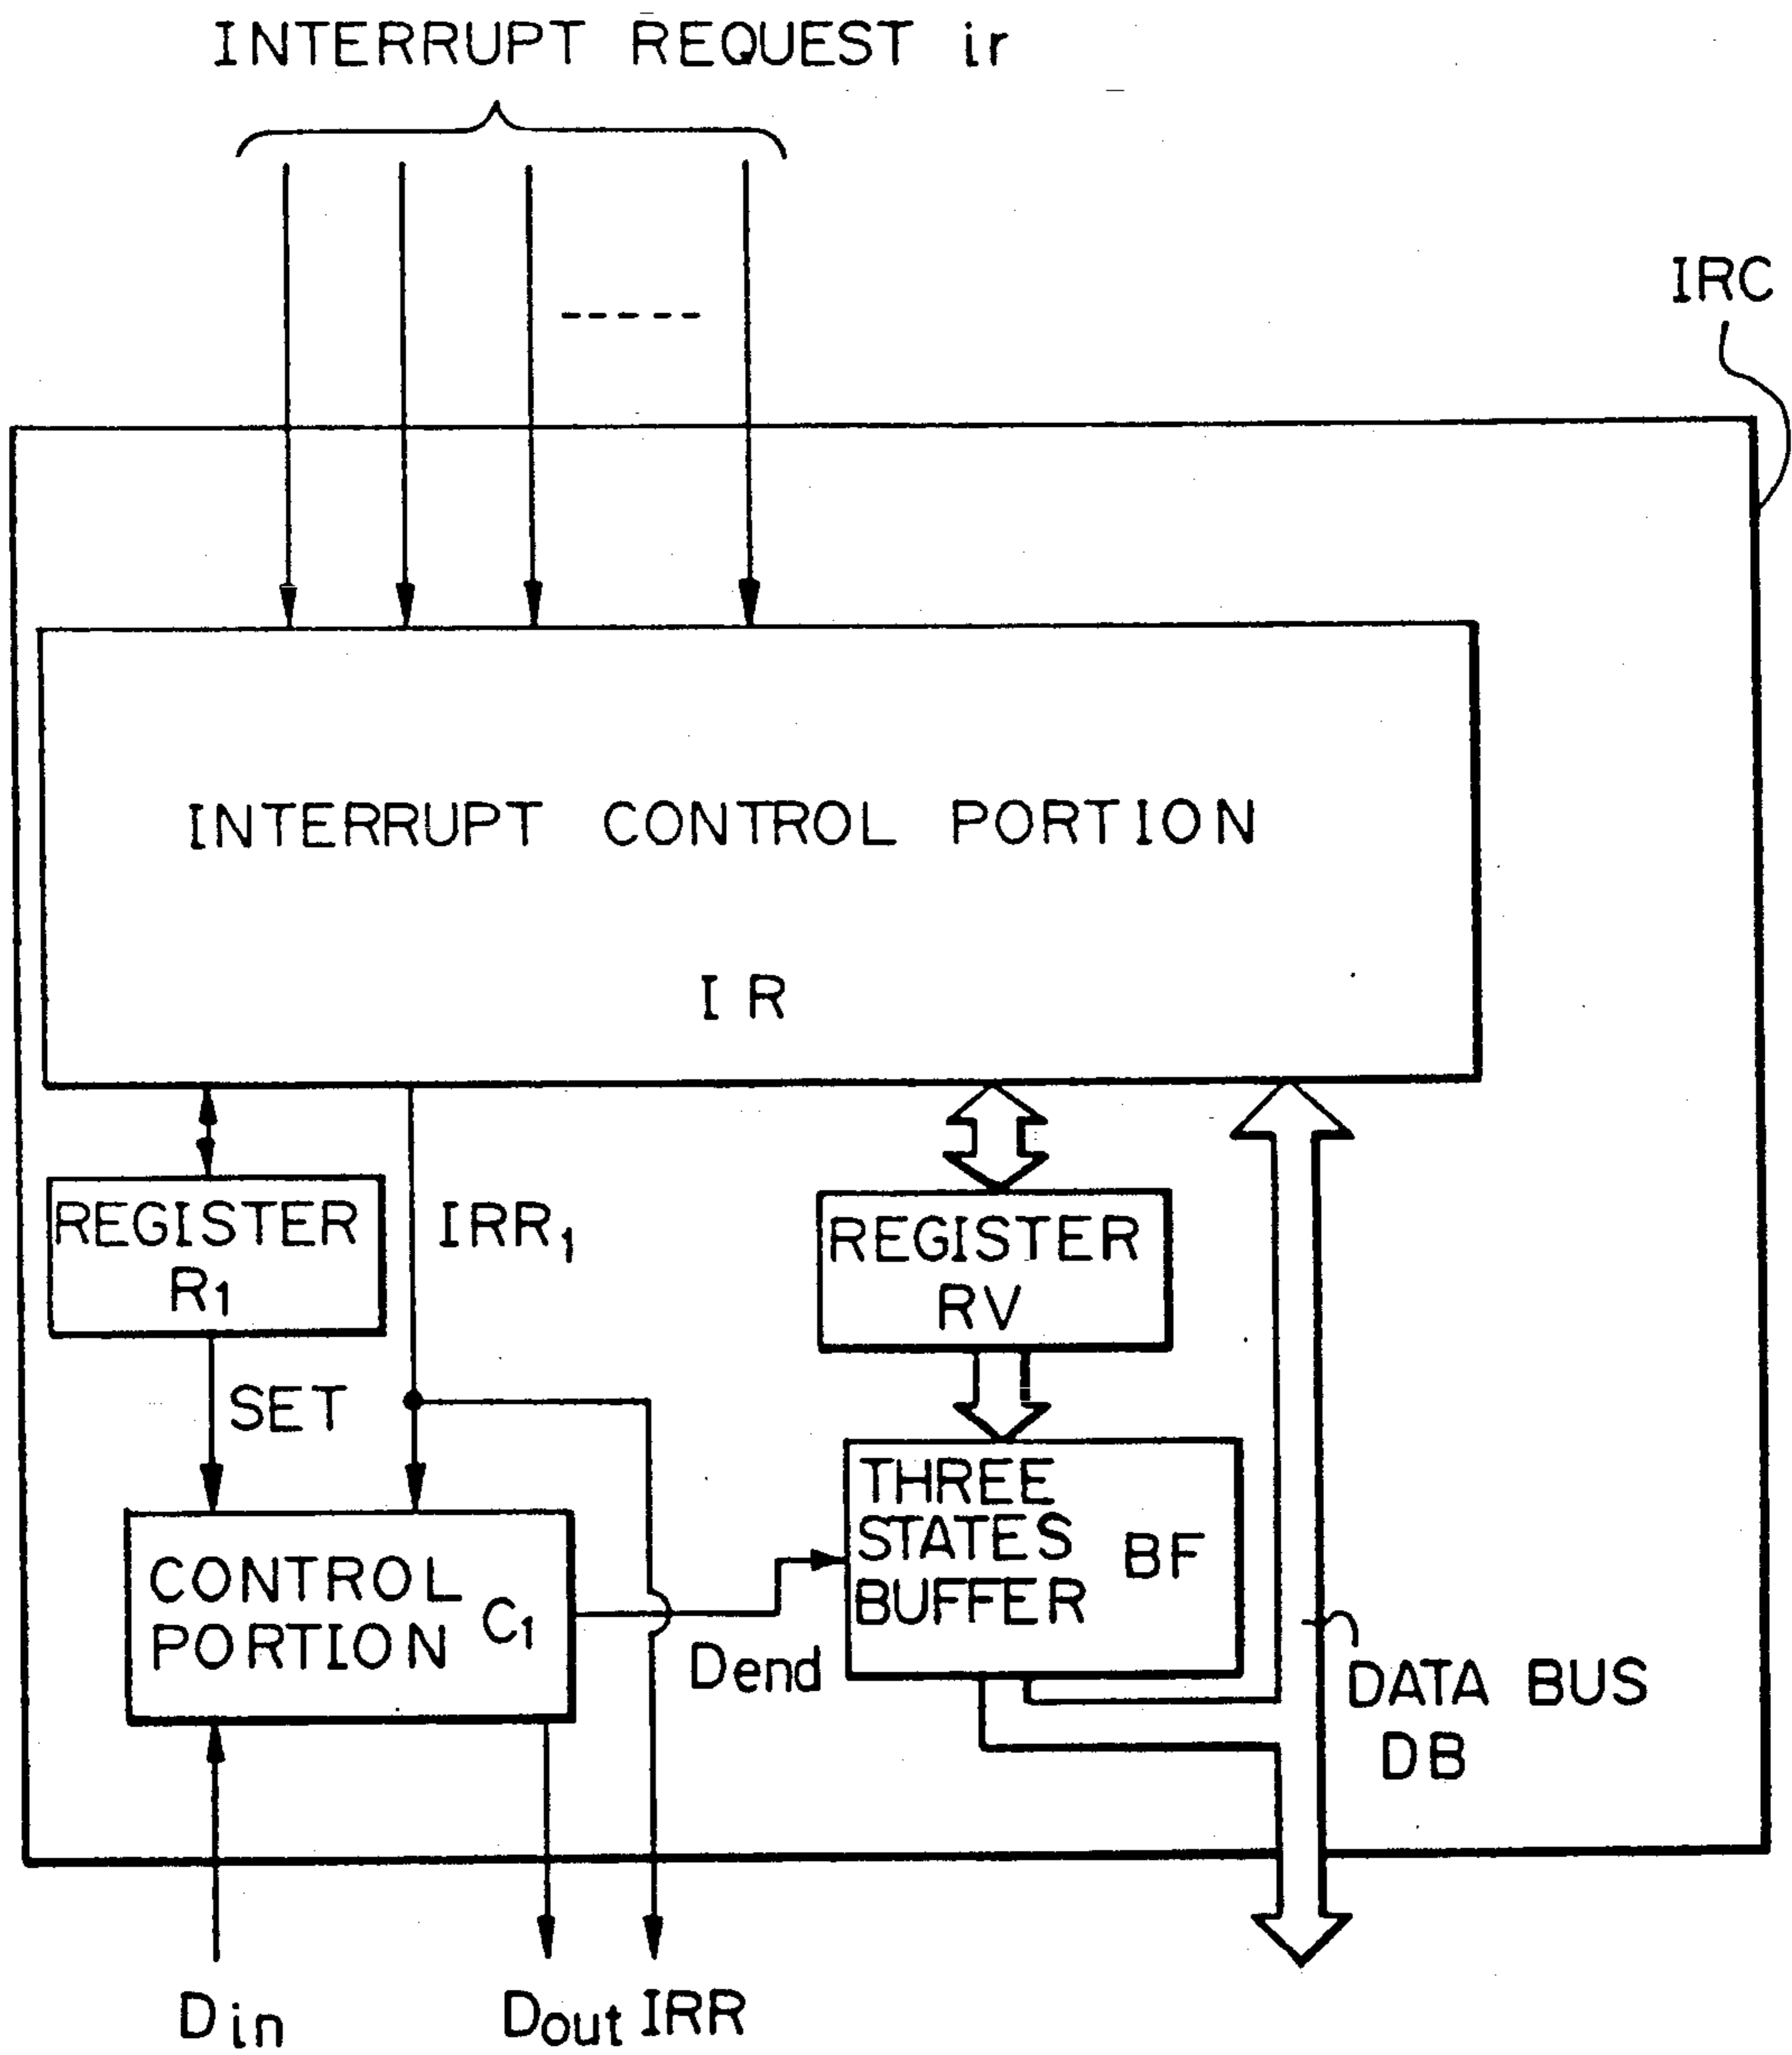 INTERRUPT REQUEST ir
IRC
INTERRUPT CONTROL PORTION
IR
REGISTER
R1
IRR1
REGISTER
RV
SET
THREE
STATES
BUFFER
BF
CONTROL
PORTION
C1
Dend
DATA BUS
DB
Din
Dout
IRR